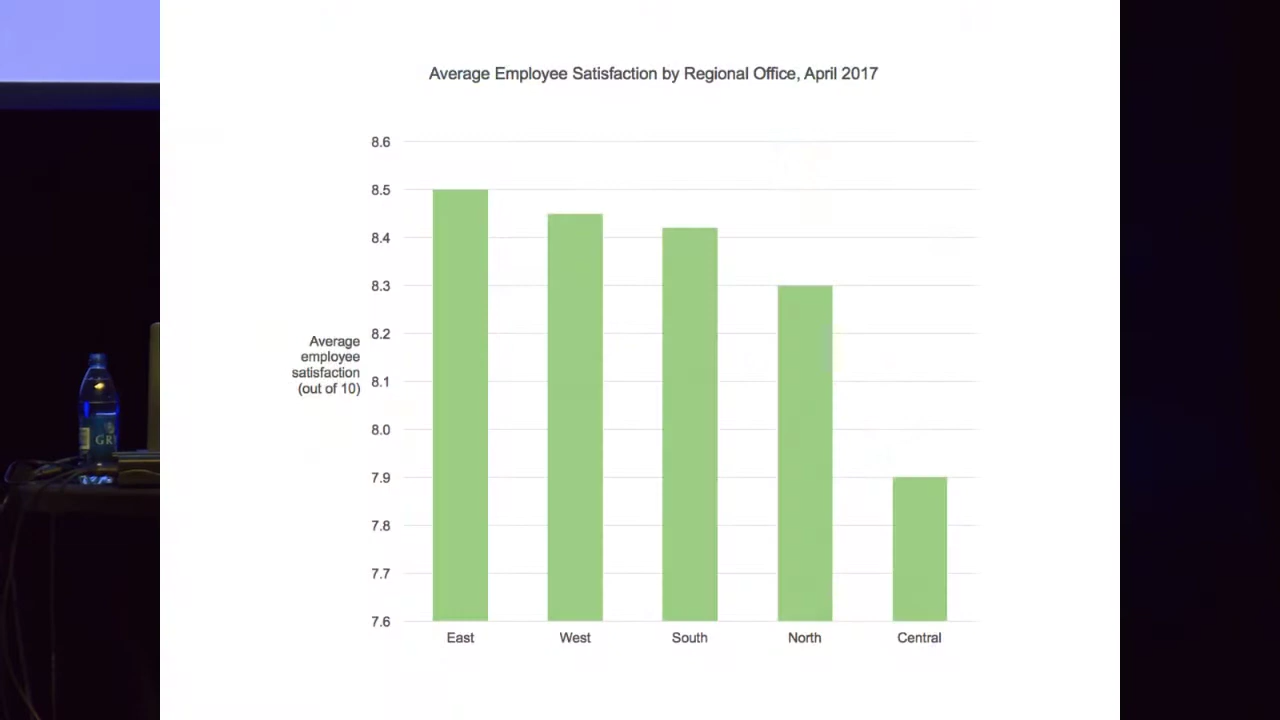 Average Employee Satisfaction by Regional Office, April 2017
8.6
8.5
8.4
8.3
8.2
8.1
8.0
7.9
7.8
7.7
7.6
Average
employee
satisfaction
(out of 10)
East West South North Central